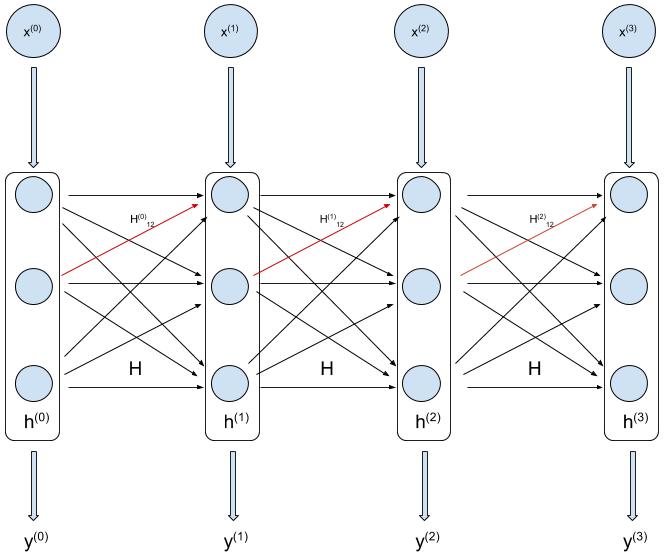 x⁽⁰⁾ x⁽¹⁾ x⁽²⁾ x⁽³⁾
H⁽⁰⁾₁₂ H⁽¹⁾₁₂ H⁽²⁾₁₂
H H H
h⁽⁰⁾ h⁽¹⁾ h⁽²⁾ h⁽³⁾
y⁽⁰⁾ y⁽¹⁾ y⁽²⁾ y⁽³⁾